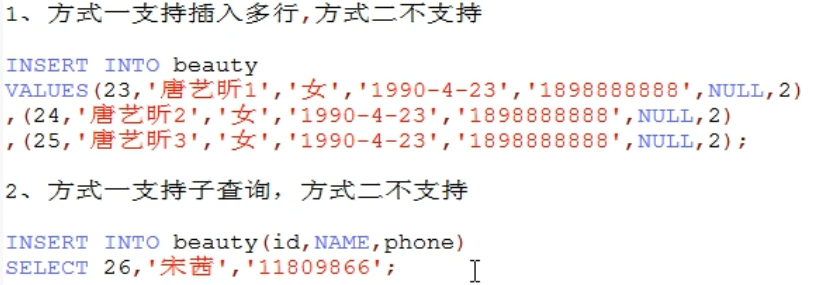 1、方式一支持插入多行,方式二不支持
INSERT INTO beauty
VALUES(23,'唐艺昕1','女','1990-4-23','1898888888',NULL,2)
,(24,'唐艺昕2','女','1990-4-23','1898888888',NULL,2)
,(25,'唐艺昕3','女','1990-4-23','1898888888',NULL,2);
2、方式一支持子查询，方式二不支持
INSERT INTO beauty(id,NAME,phone)
SELECT 26,'宋茜','11809866';